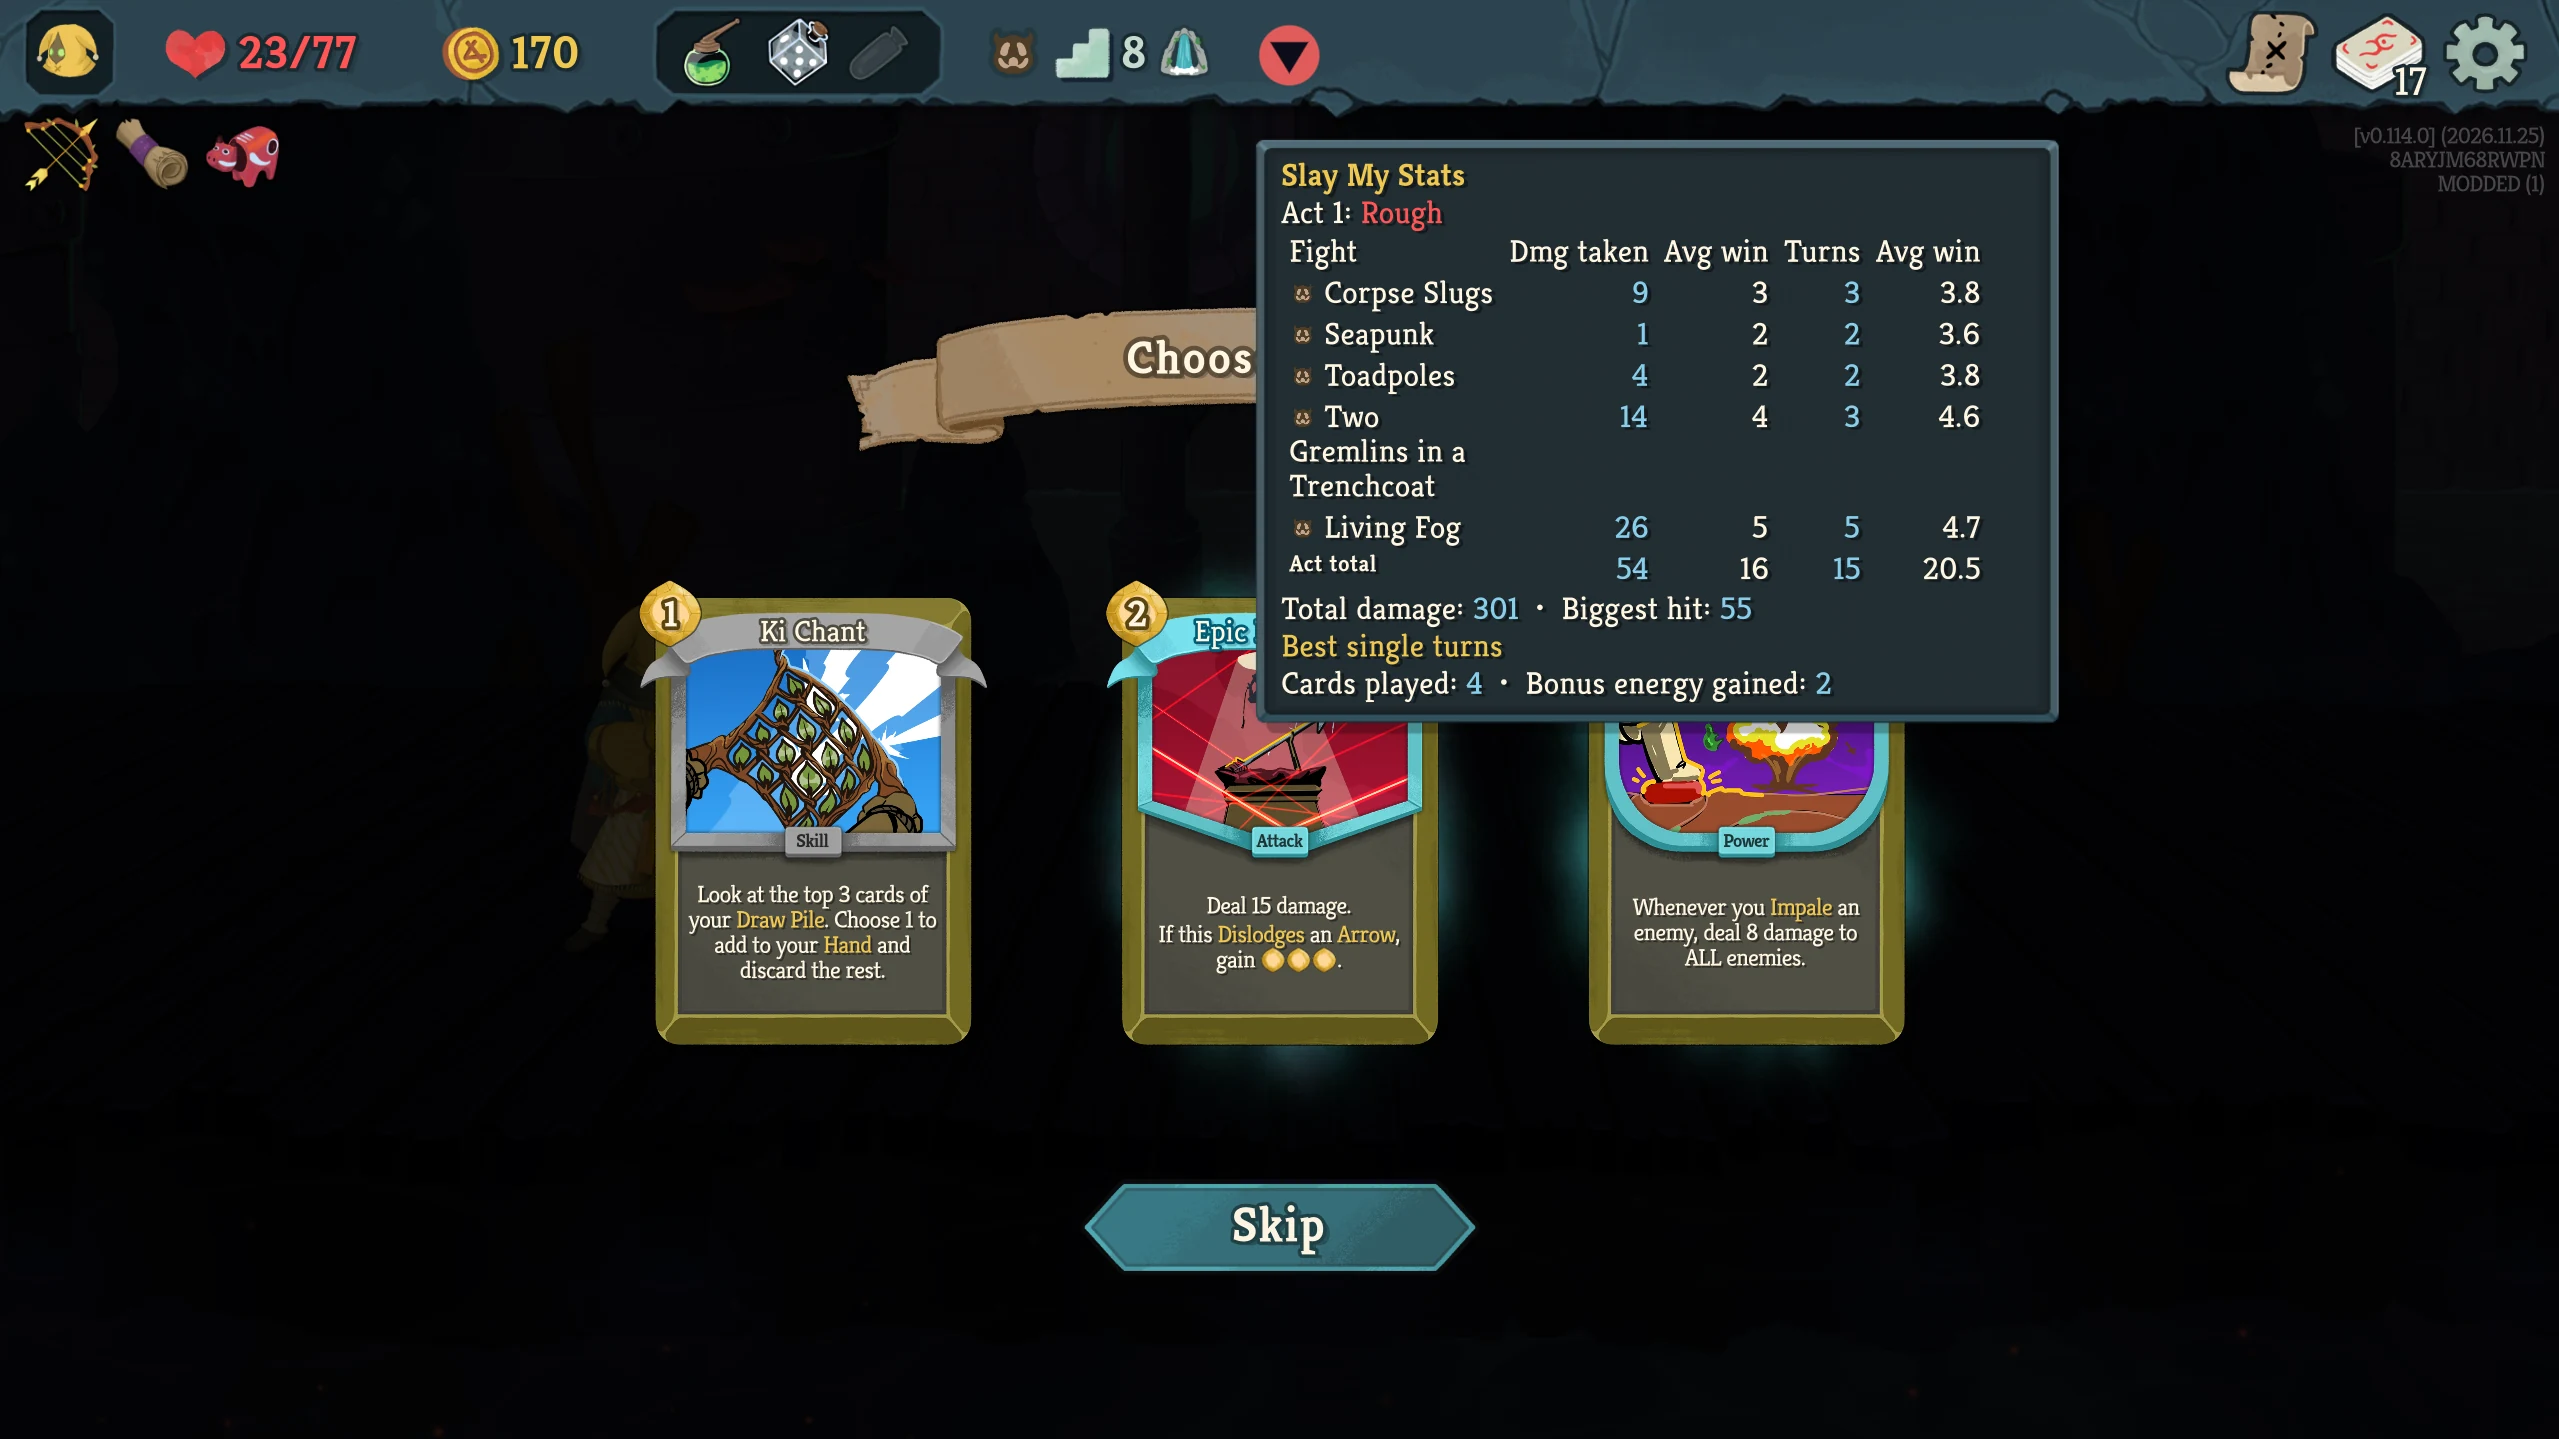 23/77
170
8
17
[v0.114.0] (2026.11.25)
8ARYJM68RWPN
MODDED (1)
Slay My Stats
Act 1: Rough
Fight Dmg taken Avg win Turns Avg win
Corpse Slugs 9 3 3 3.8
Seapunk 1 2 2 3.6
Toadpoles 4 2 2 3.8
Two Gremlins in a Trenchcoat 14 4 3 4.6
Living Fog 26 5 5 4.7
Act total 54 16 15 20.5
Total damage: 301 · Biggest hit: 55
Best single turns
Cards played: 4 · Bonus energy gained: 2
Choos
1
Ki Chant
Skill
Look at the top 3 cards of
your Draw Pile. Choose 1 to
add to your Hand and
discard the rest.
2
Epic
Attack
Deal 15 damage.
If this Dislodges an Arrow,
gain .
Power
Whenever you Impale an
enemy, deal 8 damage to
ALL enemies.
Skip